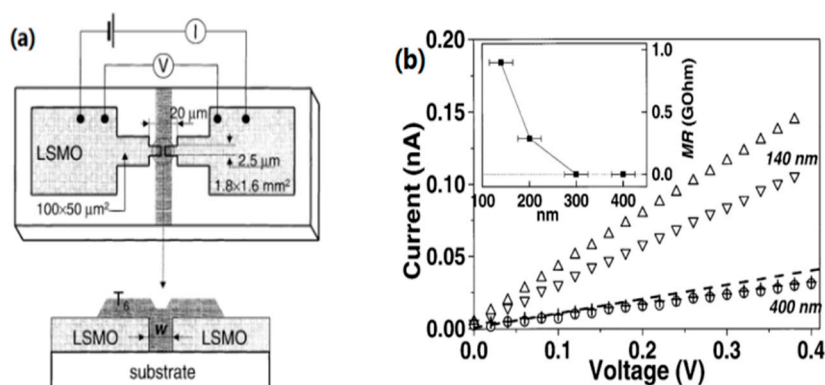 (a)
I
V
20 μm
LSMO
2.5 μm
1.8×1.6 mm²
100×50 μm²
T₆
W
LSMO
LSMO
substrate
(b)
0.20
0.15
0.10
0.05
0.00
Current (nA)
0.0
0.1
0.2
0.3
0.4
Voltage (V)
1.0
0.5
0.0
MR (GOhm)
100
200
300
400
nm
140 nm
400 nm